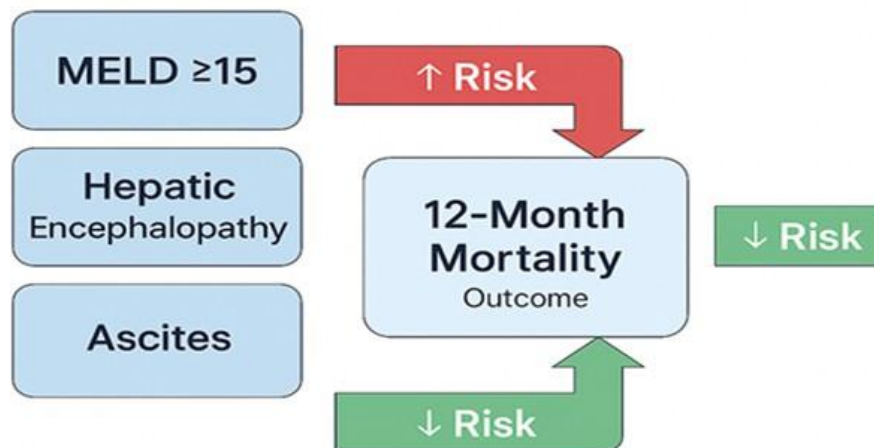 MELD ≥15
↑ Risk
Hepatic
Encephalopathy
12-Month
Mortality
Outcome
↓ Risk
Ascites
↓ Risk